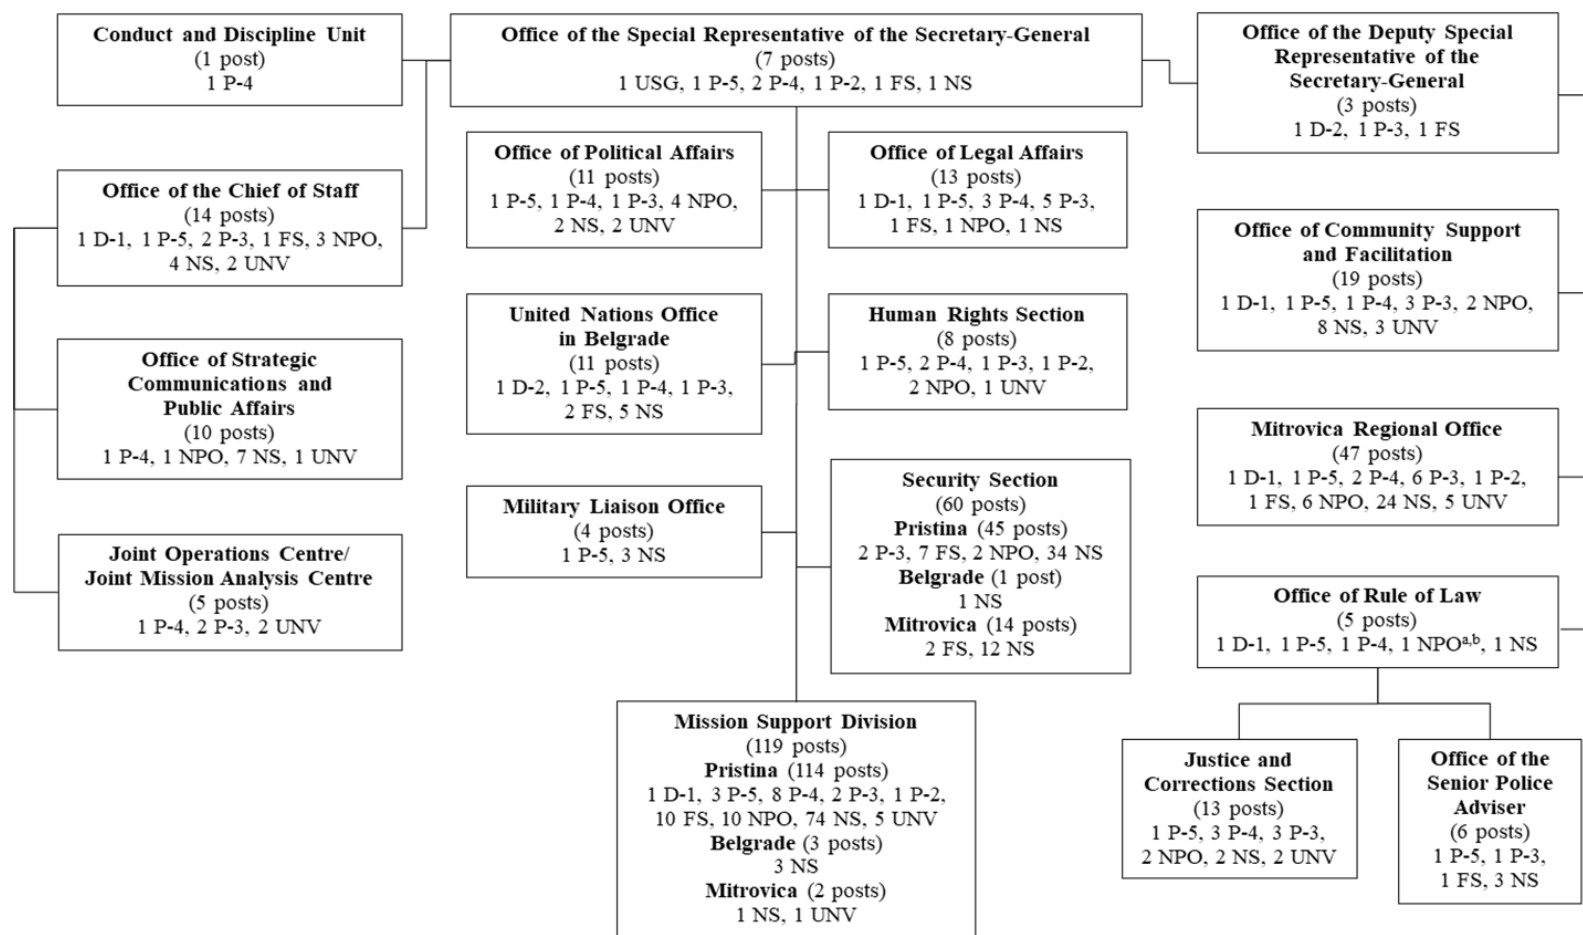 Conduct and Discipline Unit
(1 post)
1 P-4
Office of the Special Representative of the Secretary-General
(7 posts)
1 USG, 1 P-5, 2 P-4, 1 P-2, 1 FS, 1 NS
Office of the Deputy Special
Representative of the
Secretary-General
(3 posts)
1 D-2, 1 P-3, 1 FS
Office of the Chief of Staff
(14 posts)
1 D-1, 1 P-5, 2 P-3, 1 FS, 3 NPO,
4 NS, 2 UNV
Office of Political Affairs
(11 posts)
1 P-5, 1 P-4, 1 P-3, 4 NPO,
2 NS, 2 UNV
Office of Legal Affairs
(13 posts)
1 D-1, 1 P-5, 3 P-4, 5 P-3,
1 FS, 1 NPO, 1 NS
Office of Community Support
and Facilitation
(19 posts)
1 D-1, 1 P-5, 1 P-4, 3 P-3, 2 NPO,
8 NS, 3 UNV
Office of Strategic
Communications and
Public Affairs
(10 posts)
1 P-4, 1 NPO, 7 NS, 1 UNV
United Nations Office
in Belgrade
(11 posts)
1 D-2, 1 P-5, 1 P-4, 1 P-3,
2 FS, 5 NS
Human Rights Section
(8 posts)
1 P-5, 2 P-4, 1 P-3, 1 P-2,
2 NPO, 1 UNV
Mitrovica Regional Office
(47 posts)
1 D-1, 1 P-5, 2 P-4, 6 P-3, 1 P-2,
1 FS, 6 NPO, 24 NS, 5 UNV
Joint Operations Centre/
Joint Mission Analysis Centre
(5 posts)
1 P-4, 2 P-3, 2 UNV
Military Liaison Office
(4 posts)
1 P-5, 3 NS
Security Section
(60 posts)
Pristina (45 posts)
2 P-3, 7 FS, 2 NPO, 34 NS
Belgrade (1 post)
1 NS
Mitrovica (14 posts)
2 FS, 12 NS
Office of Rule of Law
(5 posts)
1 D-1, 1 P-5, 1 P-4, 1 NPOa,b, 1 NS
Mission Support Division
(119 posts)
Pristina (114 posts)
1 D-1, 3 P-5, 8 P-4, 2 P-3, 1 P-2,
10 FS, 10 NPO, 74 NS, 5 UNV
Belgrade (3 posts)
3 NS
Mitrovica (2 posts)
1 NS, 1 UNV
Justice and
Corrections Section
(13 posts)
1 P-5, 3 P-4, 3 P-3,
2 NPO, 2 NS, 2 UNV
Office of the
Senior Police
Adviser
(6 posts)
1 P-5, 1 P-3,
1 FS, 3 NS